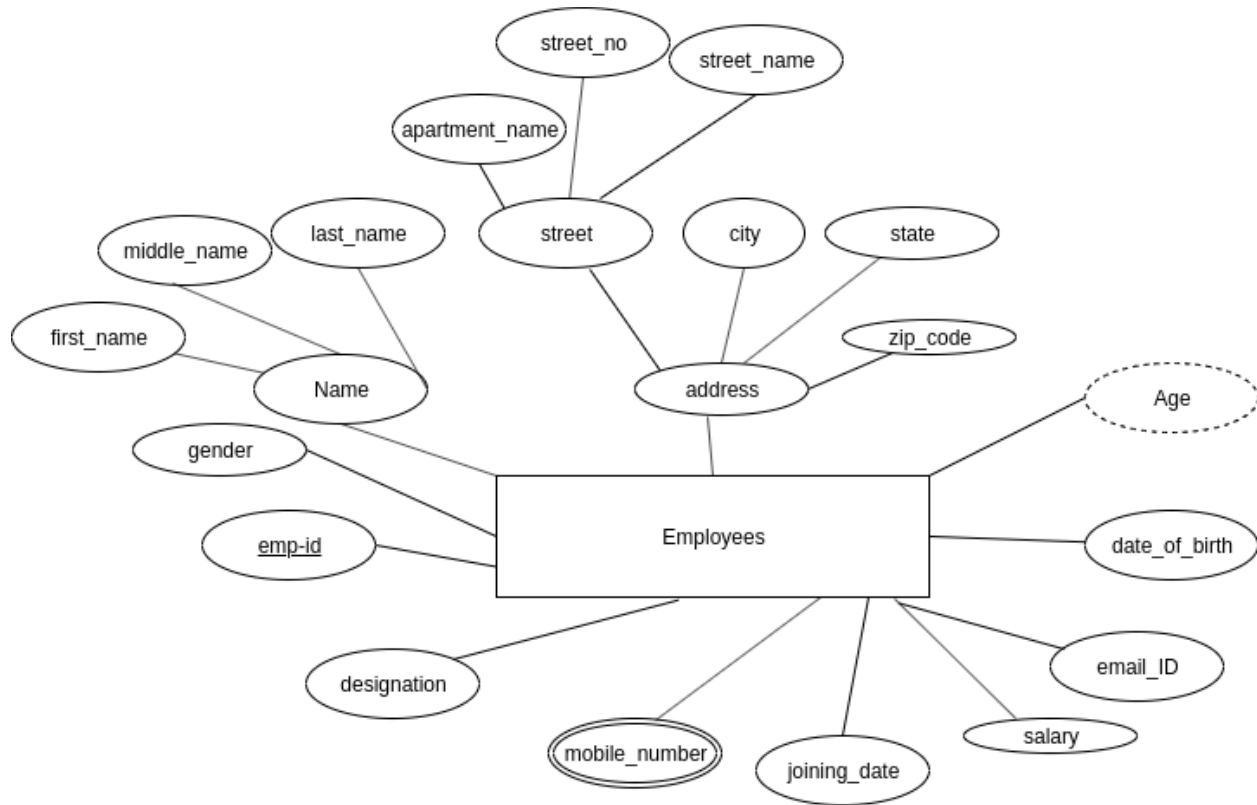 street_no
street_name
apartment_name
last_name
street
city
state
middle_name
first_name
zip_code
Name
address
Age
gender
Employees
emp-id
date_of_birth
designation
email_ID
mobile_number
salary
joining_date